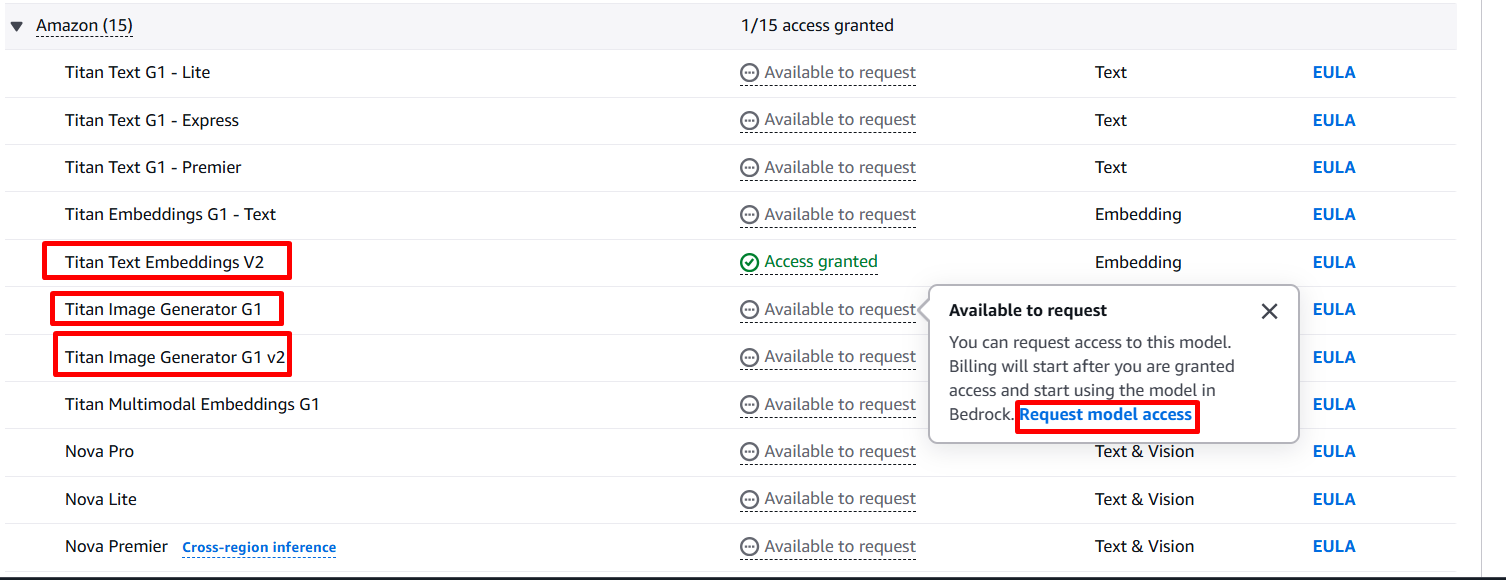 Amazon (15) 1/15 access granted
Titan Text G1 - Lite Available to request Text EULA
Titan Text G1 - Express Available to request Text EULA
Titan Text G1 - Premier Available to request Text EULA
Titan Embeddings G1 - Text Available to request Embedding EULA
Titan Text Embeddings V2 Access granted Embedding EULA
Titan Image Generator G1 Available to request EULA
Titan Image Generator G1 v2 Available to request EULA
Titan Multimodal Embeddings G1 Available to request EULA
Available to request
You can request access to this model.
Billing will start after you are granted
access and start using the model in
Bedrock. Request model access
Nova Pro Available to request Text & Vision EULA
Nova Lite Available to request Text & Vision EULA
Nova Premier Cross-region inference Available to request Text & Vision EULA